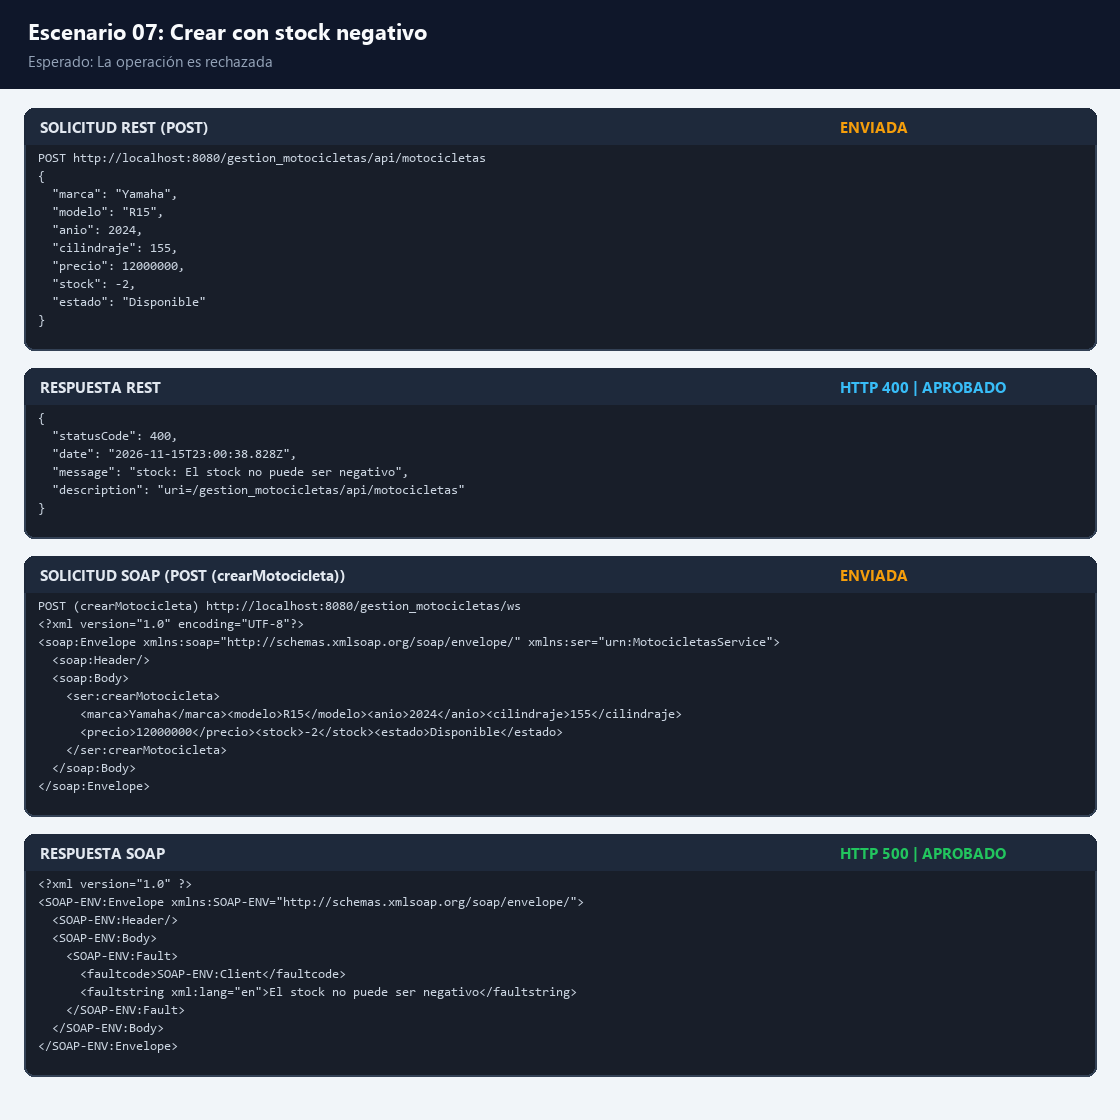 Escenario 07: Crear con stock negativo
Esperado: La operación es rechazada
SOLICITUD REST (POST) ENVIADA
POST http://localhost:8080/gestion_motocicletas/api/motocicletas
{
  "marca": "Yamaha",
  "modelo": "R15",
  "anio": 2024,
  "cilindraje": 155,
  "precio": 12000000,
  "stock": -2,
  "estado": "Disponible"
}
RESPUESTA REST HTTP 400 | APROBADO
{
  "statusCode": 400,
  "date": "2026-11-15T23:00:38.828Z",
  "message": "stock: El stock no puede ser negativo",
  "description": "uri=/gestion_motocicletas/api/motocicletas"
}
SOLICITUD SOAP (POST (crearMotocicleta)) ENVIADA
POST (crearMotocicleta) http://localhost:8080/gestion_motocicletas/ws
<?xml version="1.0" encoding="UTF-8"?>
<soap:Envelope xmlns:soap="http://schemas.xmlsoap.org/soap/envelope/" xmlns:ser="urn:MotocicletasService">
  <soap:Header/>
  <soap:Body>
    <ser:crearMotocicleta>
      <marca>Yamaha</marca><modelo>R15</modelo><anio>2024</anio><cilindraje>155</cilindraje>
      <precio>12000000</precio><stock>-2</stock><estado>Disponible</estado>
    </ser:crearMotocicleta>
  </soap:Body>
</soap:Envelope>
RESPUESTA SOAP HTTP 500 | APROBADO
<?xml version="1.0" ?>
<SOAP-ENV:Envelope xmlns:SOAP-ENV="http://schemas.xmlsoap.org/soap/envelope/">
  <SOAP-ENV:Header/>
  <SOAP-ENV:Body>
    <SOAP-ENV:Fault>
      <faultcode>SOAP-ENV:Client</faultcode>
      <faultstring xml:lang="en">El stock no puede ser negativo</faultstring>
    </SOAP-ENV:Fault>
  </SOAP-ENV:Body>
</SOAP-ENV:Envelope>